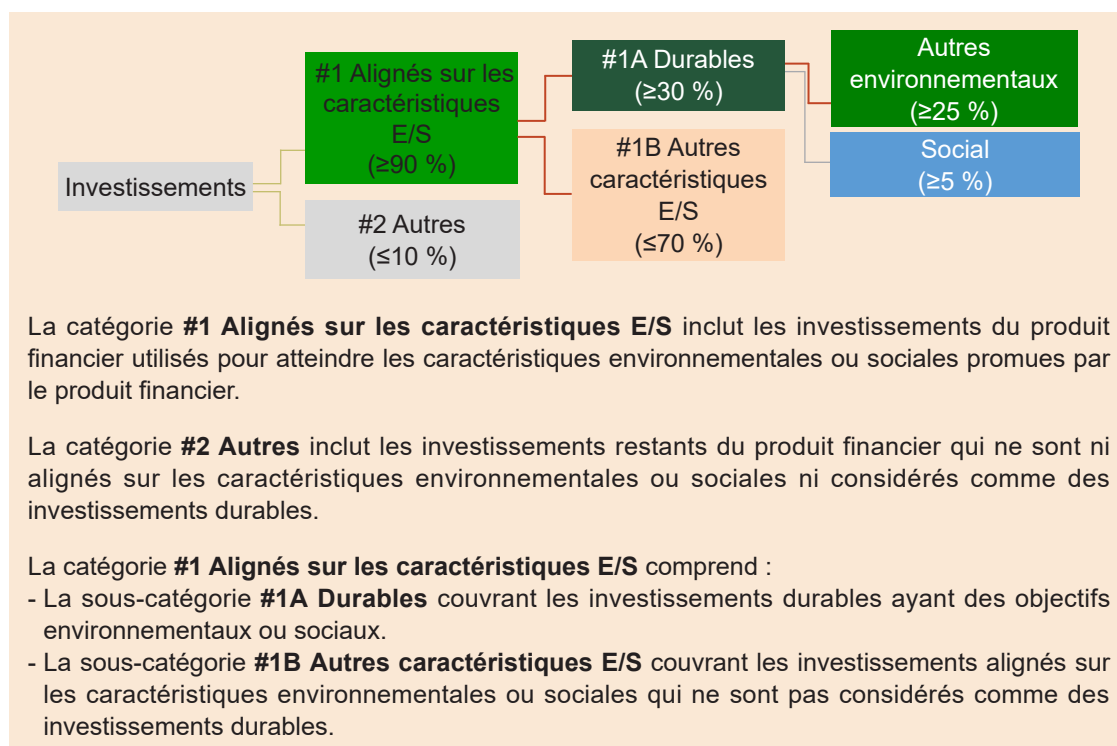 Investissements
#1 Alignés sur les
caractéristiques
E/S
(≥90 %)
#2 Autres
(≤10 %)
#1A Durables
(≥30 %)
#1B Autres
caractéristiques
E/S
(≤70 %)
Autres
environnementaux
(≥25 %)
Social
(≥5 %)
La catégorie #1 Alignés sur les caractéristiques E/S inclut les investissements du produit
financier utilisés pour atteindre les caractéristiques environnementales ou sociales promues par
le produit financier.
La catégorie #2 Autres inclut les investissements restants du produit financier qui ne sont ni
alignés sur les caractéristiques environnementales ou sociales ni considérés comme des
investissements durables.
La catégorie #1 Alignés sur les caractéristiques E/S comprend :
- La sous-catégorie #1A Durables couvrant les investissements durables ayant des objectifs
environnementaux ou sociaux.
- La sous-catégorie #1B Autres caractéristiques E/S couvrant les investissements alignés sur
les caractéristiques environnementales ou sociales qui ne sont pas considérés comme des
investissements durables.